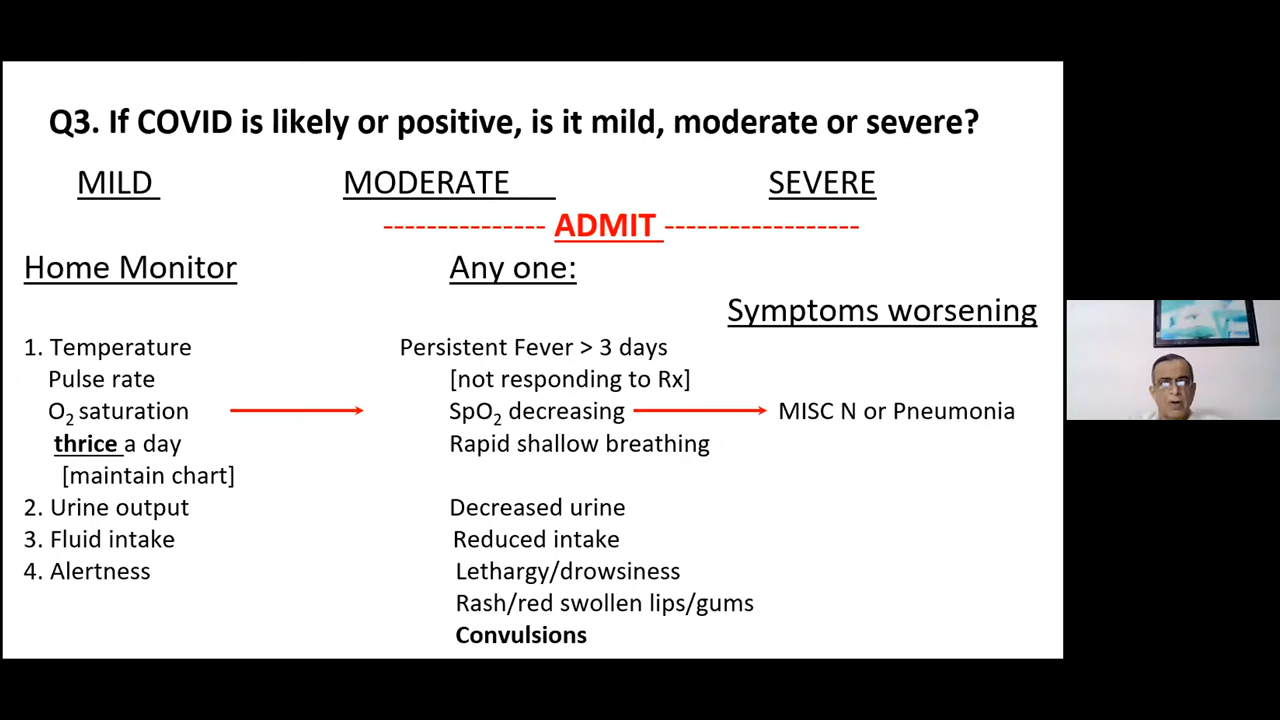 Q3. If COVID is likely or positive, is it mild, moderate or severe?
MILD MODERATE SEVERE
--------------- ADMIT ------------------
Home Monitor Any one:
Symptoms worsening
1. Temperature Persistent Fever > 3 days
Pulse rate [not responding to Rx]
O₂ saturation SpO₂ decreasing MISC N or Pneumonia
thrice a day Rapid shallow breathing
[maintain chart]
2. Urine output Decreased urine
3. Fluid intake Reduced intake
4. Alertness Lethargy/drowsiness
Rash/red swollen lips/gums
Convulsions